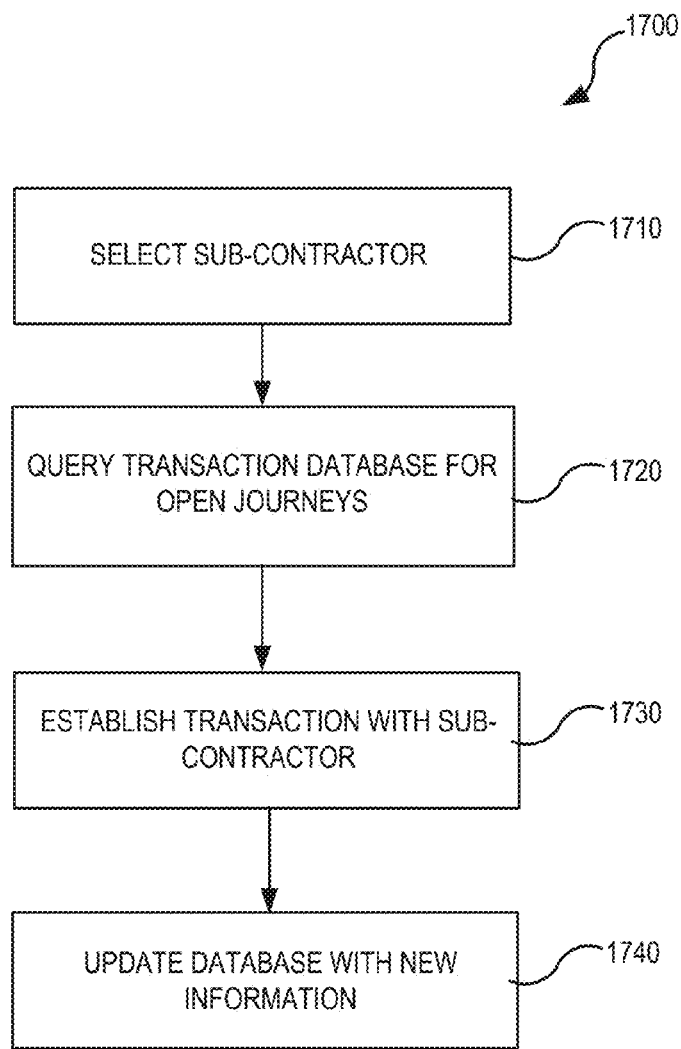 1700
SELECT SUB-CONTRACTOR
1710
QUERY TRANSACTION DATABASE FOR
OPEN JOURNEYS
1720
ESTABLISH TRANSACTION WITH SUB-
CONTRACTOR
1730
UPDATE DATABASE WITH NEW
INFORMATION
1740